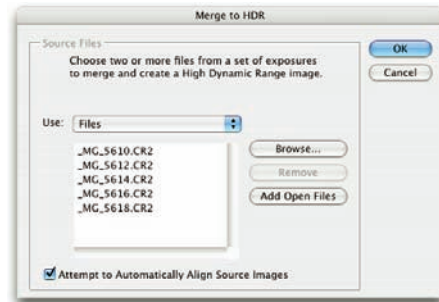 Merge to HDR
Source Files
Choose two or more files from a set of exposures
to merge and create a High Dynamic Range image.
OK
Cancel
Use: Files
_MG_5610.CR2
_MG_5612.CR2
_MG_5614.CR2
_MG_5616.CR2
_MG_5618.CR2
Browse...
Remove
Add Open Files
Attempt to Automatically Align Source Images